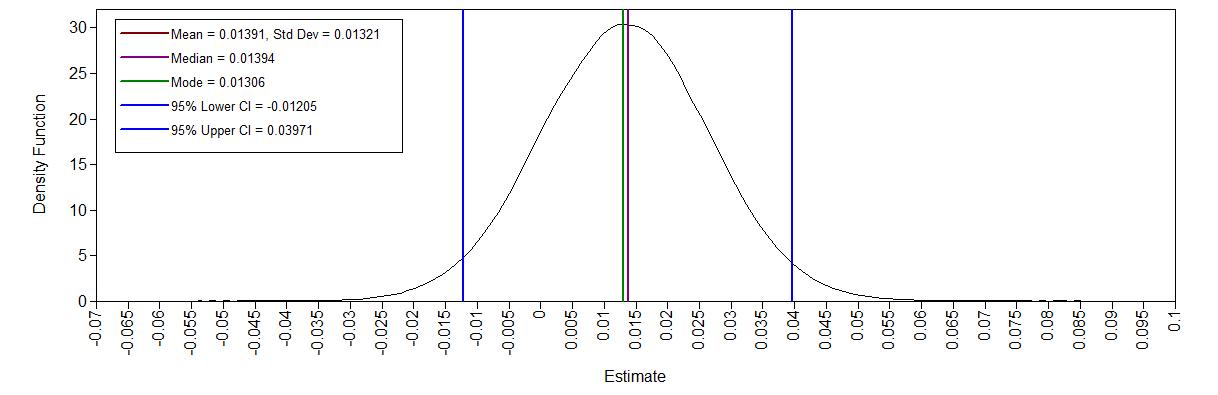 Mean = 0.01391, Std Dev = 0.01321
Median = 0.01394
Mode = 0.01306
95% Lower CI = -0.01205
95% Upper CI = 0.03971
Density Function
30
25
20
15
10
5
0
-0.07 -0.065 -0.06 -0.055 -0.05 -0.045 -0.04 -0.035 -0.03 -0.025 -0.02 -0.015 -0.01 -0.005 0 0.005 0.01 0.015 0.02 0.025 0.03 0.035 0.04 0.045 0.05 0.055 0.06 0.065 0.07 0.075 0.08 0.085 0.09 0.095 0.1
Estimate